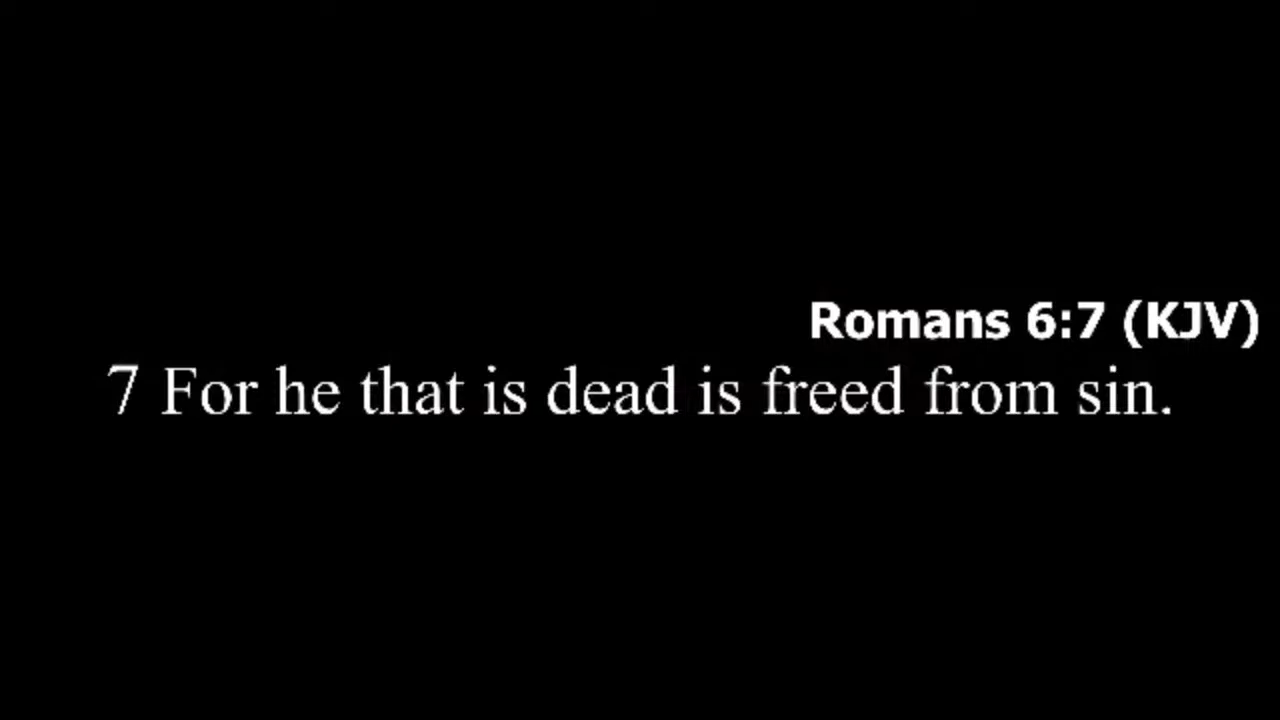 Romans 6:7 (KJV)
7 For he that is dead is freed from sin.